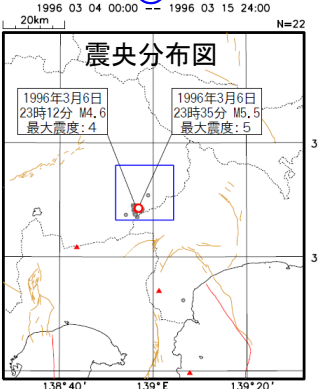 1996 03 04 00:00 -- 1996 03 15 24:00
20km
N=22
震央分布図
1996年3月6日
23時12分 M4.6
最大震度:4
1996年3月6日
23時35分 M5.5
最大震度:5
3
3
138°40'
139°5'
139°20'